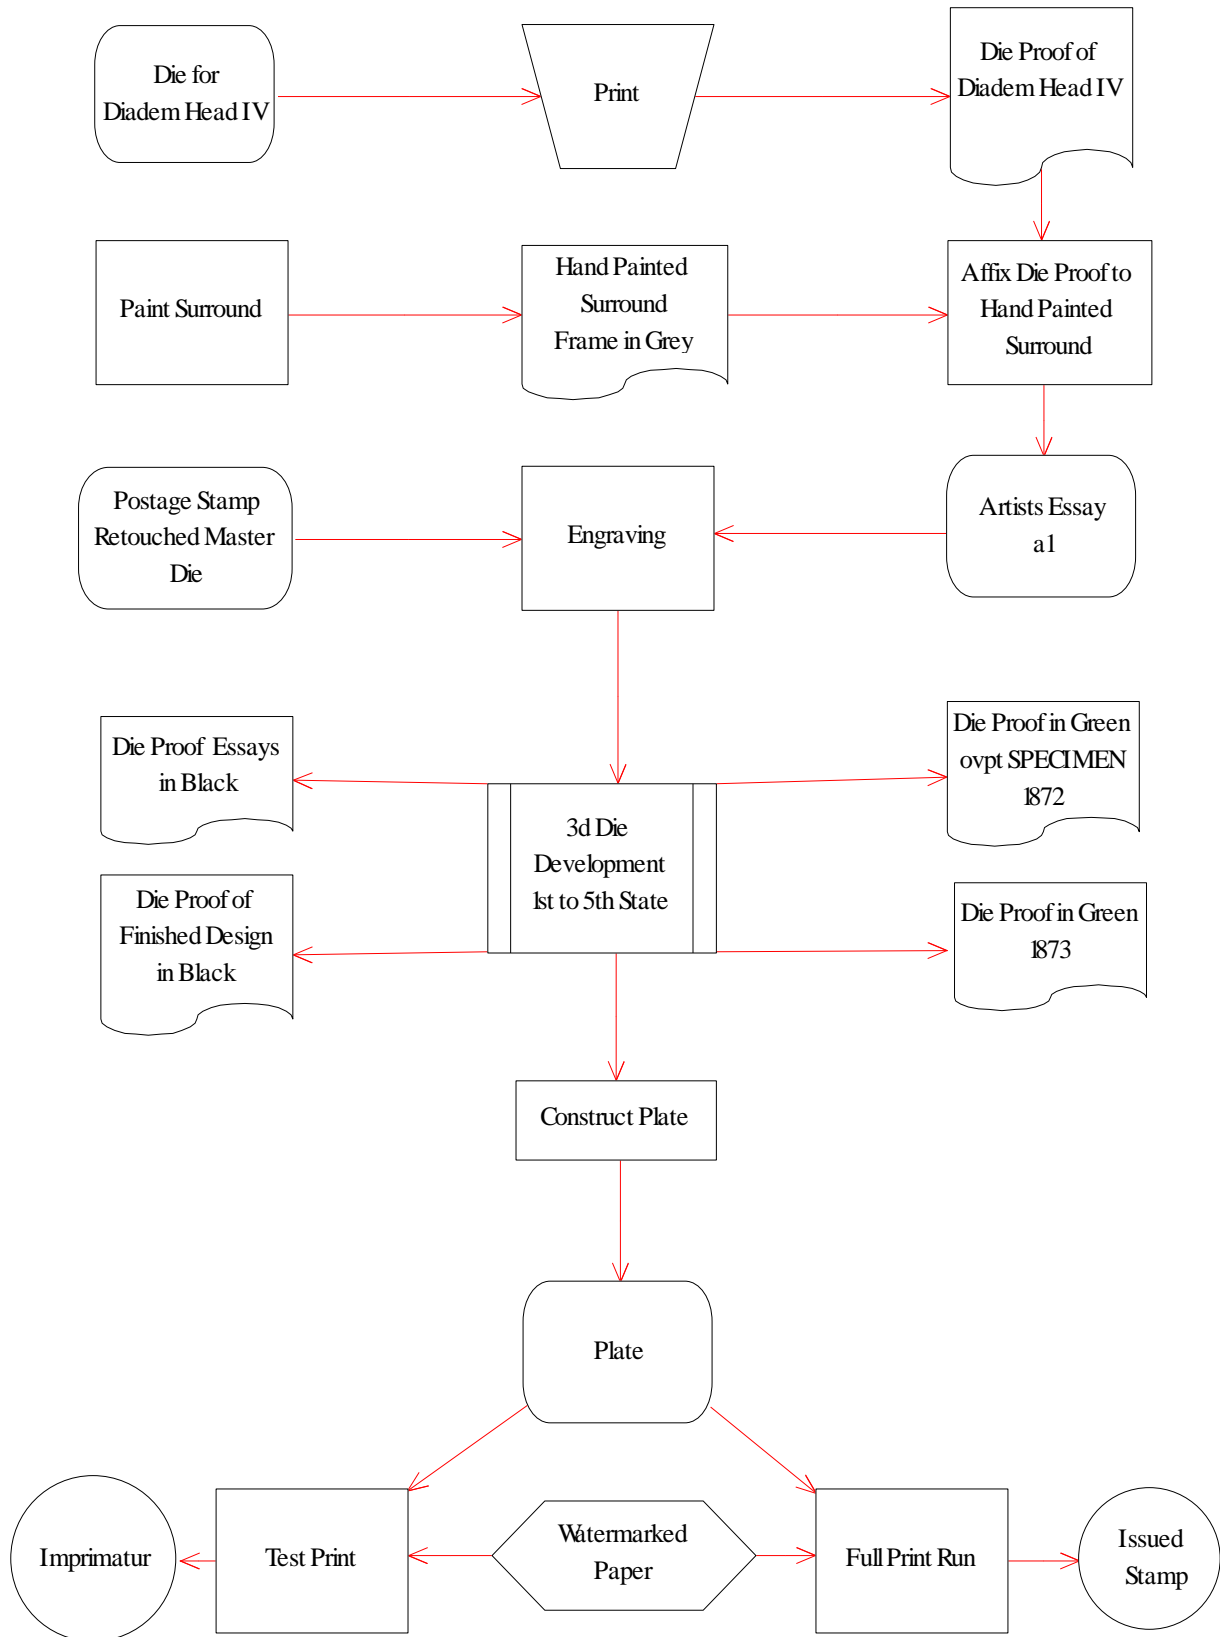 Die for
Diadem Head IV
Print
Die Proof of
Diadem Head IV
Paint Surround
Hand Painted
Surround
Frame in Grey
Affix Die Proof to
Hand Painted
Surround
Postage Stamp
Retouched Master
Die
Engraving
Artists Essay
a1
Die Proof Essays
in Black
3d Die
Development
1st to 5th State
Die Proof in Green
ovpt SPECIMEN
1872
Die Proof of
Finished Design
in Black
Die Proof in Green
1873
Construct Plate
Plate
Imprimatur
Test Print
Watermarked
Paper
Full Print Run
Issued
Stamp